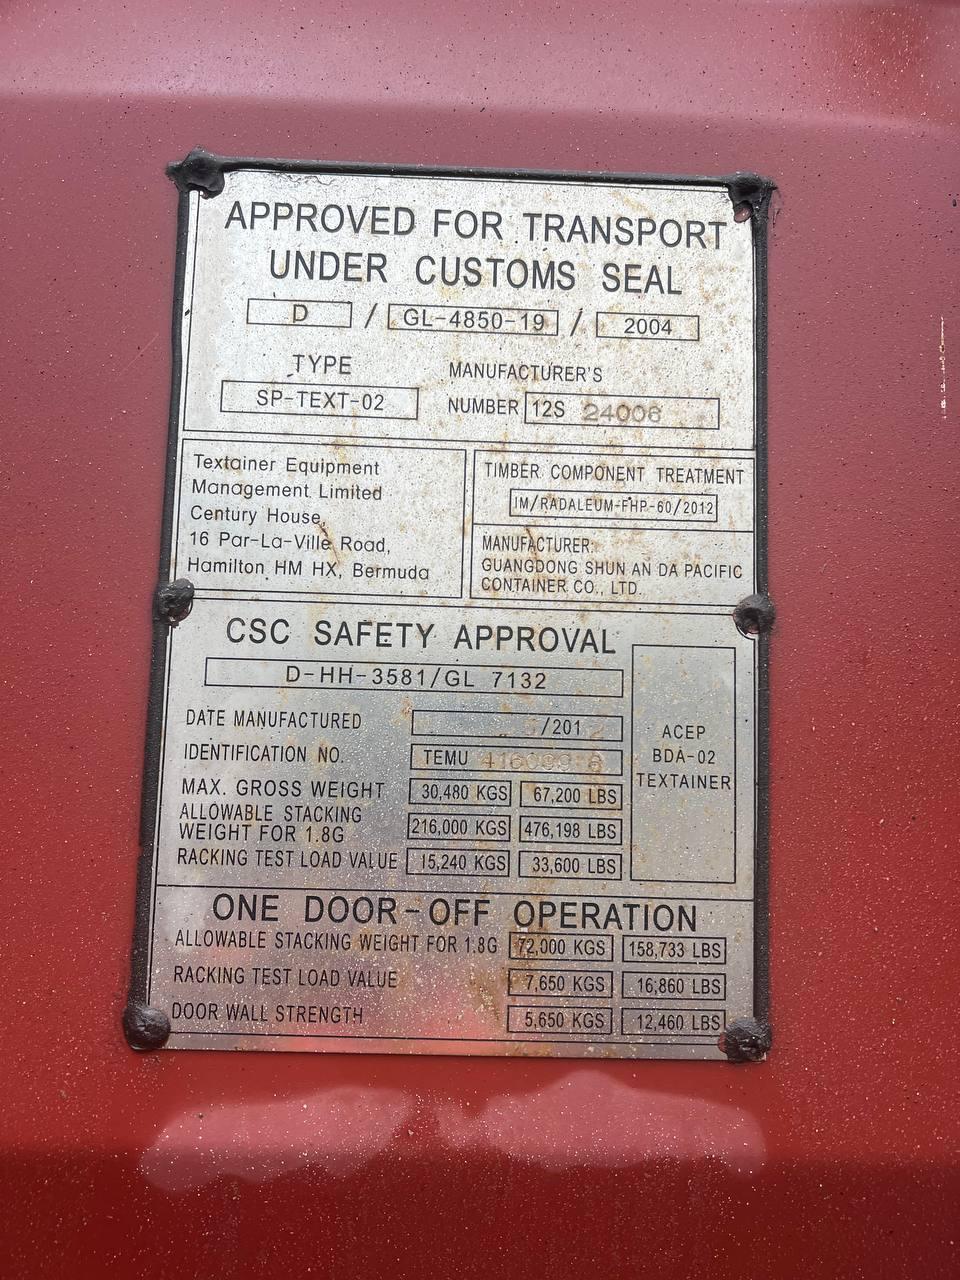 APPROVED FOR TRANSPORT
UNDER CUSTOMS SEAL
D / GL-4850-19 / 2004
TYPE
SP-TEXT-02
MANUFACTURER'S
NUMBER 12S 24006
Textainer Equipment
Management Limited
Century House,
16 Par-La-Ville Road,
Hamilton HM HX, Bermuda
TIMBER COMPONENT TREATMENT
IM/RADALEUM-FHP-60/2012
MANUFACTURER:
GUANGDONG SHUN AN DA PACIFIC
CONTAINER CO., LTD.
CSC SAFETY APPROVAL
D-HH-3581/GL 7132
DATE MANUFACTURED /2012
IDENTIFICATION NO. TEMU
MAX. GROSS WEIGHT 30,480 KGS 67,200 LBS
ALLOWABLE STACKING
WEIGHT FOR 1.8G 216,000 KGS 476,198 LBS
RACKING TEST LOAD VALUE 15,240 KGS 33,600 LBS
ACEP
BDA-02
TEXTAINER
ONE DOOR-OFF OPERATION
ALLOWABLE STACKING WEIGHT FOR 1.8G 72,000 KGS 158,733 LBS
RACKING TEST LOAD VALUE 7,650 KGS 16,860 LBS
DOOR WALL STRENGTH 5,650 KGS 12,460 LBS